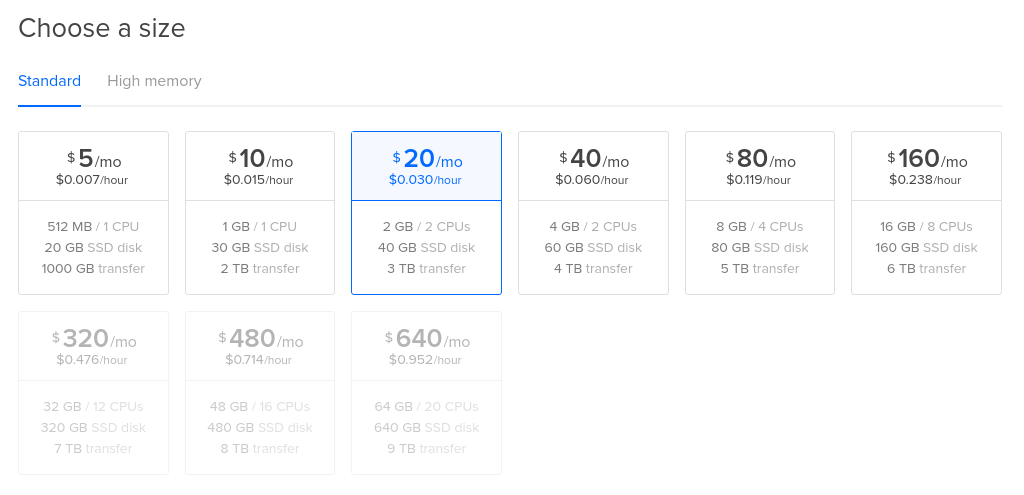 Choose a size
Standard High memory
$5/mo
$0.007/hour
512 MB / 1 CPU
20 GB SSD disk
1000 GB transfer
$10/mo
$0.015/hour
1 GB / 1 CPU
30 GB SSD disk
2 TB transfer
$20/mo
$0.030/hour
2 GB / 2 CPUs
40 GB SSD disk
3 TB transfer
$40/mo
$0.060/hour
4 GB / 2 CPUs
60 GB SSD disk
4 TB transfer
$80/mo
$0.119/hour
8 GB / 4 CPUs
80 GB SSD disk
5 TB transfer
$160/mo
$0.238/hour
16 GB / 8 CPUs
160 GB SSD disk
6 TB transfer
$320/mo
$0.476/hour
32 GB / 12 CPUs
320 GB SSD disk
7 TB transfer
$480/mo
$0.714/hour
48 GB / 16 CPUs
480 GB SSD disk
8 TB transfer
$640/mo
$0.952/hour
64 GB / 20 CPUs
640 GB SSD disk
9 TB transfer